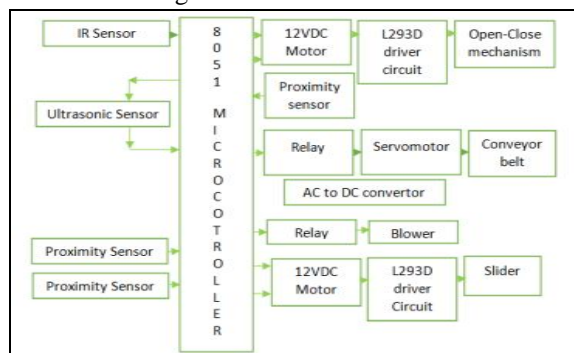 IR Sensor
Ultrasonic Sensor
Proximity Sensor
Proximity Sensor
8
0
5
1
M
I
C
R
O
C
O
T
R
O
L
L
E
R
12VDC
Motor
L293D
driver
circuit
Open-Close
mechanism
Proximity
sensor
Relay
Servomotor
Conveyor
belt
AC to DC convertor
Relay
Blower
12VDC
Motor
L293D
driver
Circuit
Slider